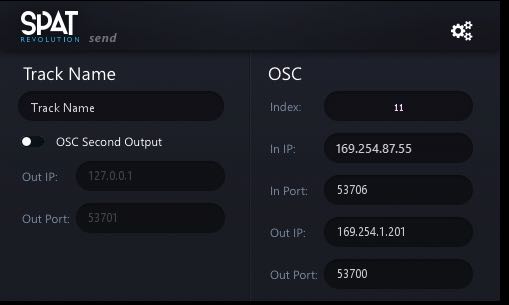 SPAT
REVOLUTION send
Track Name
Track Name
OSC Second Output
Out IP: 127.0.0.1
Out Port: 53701
OSC
Index: 11
In IP: 169.254.87.55
In Port: 53706
Out IP: 169.254.1.201
Out Port: 53700